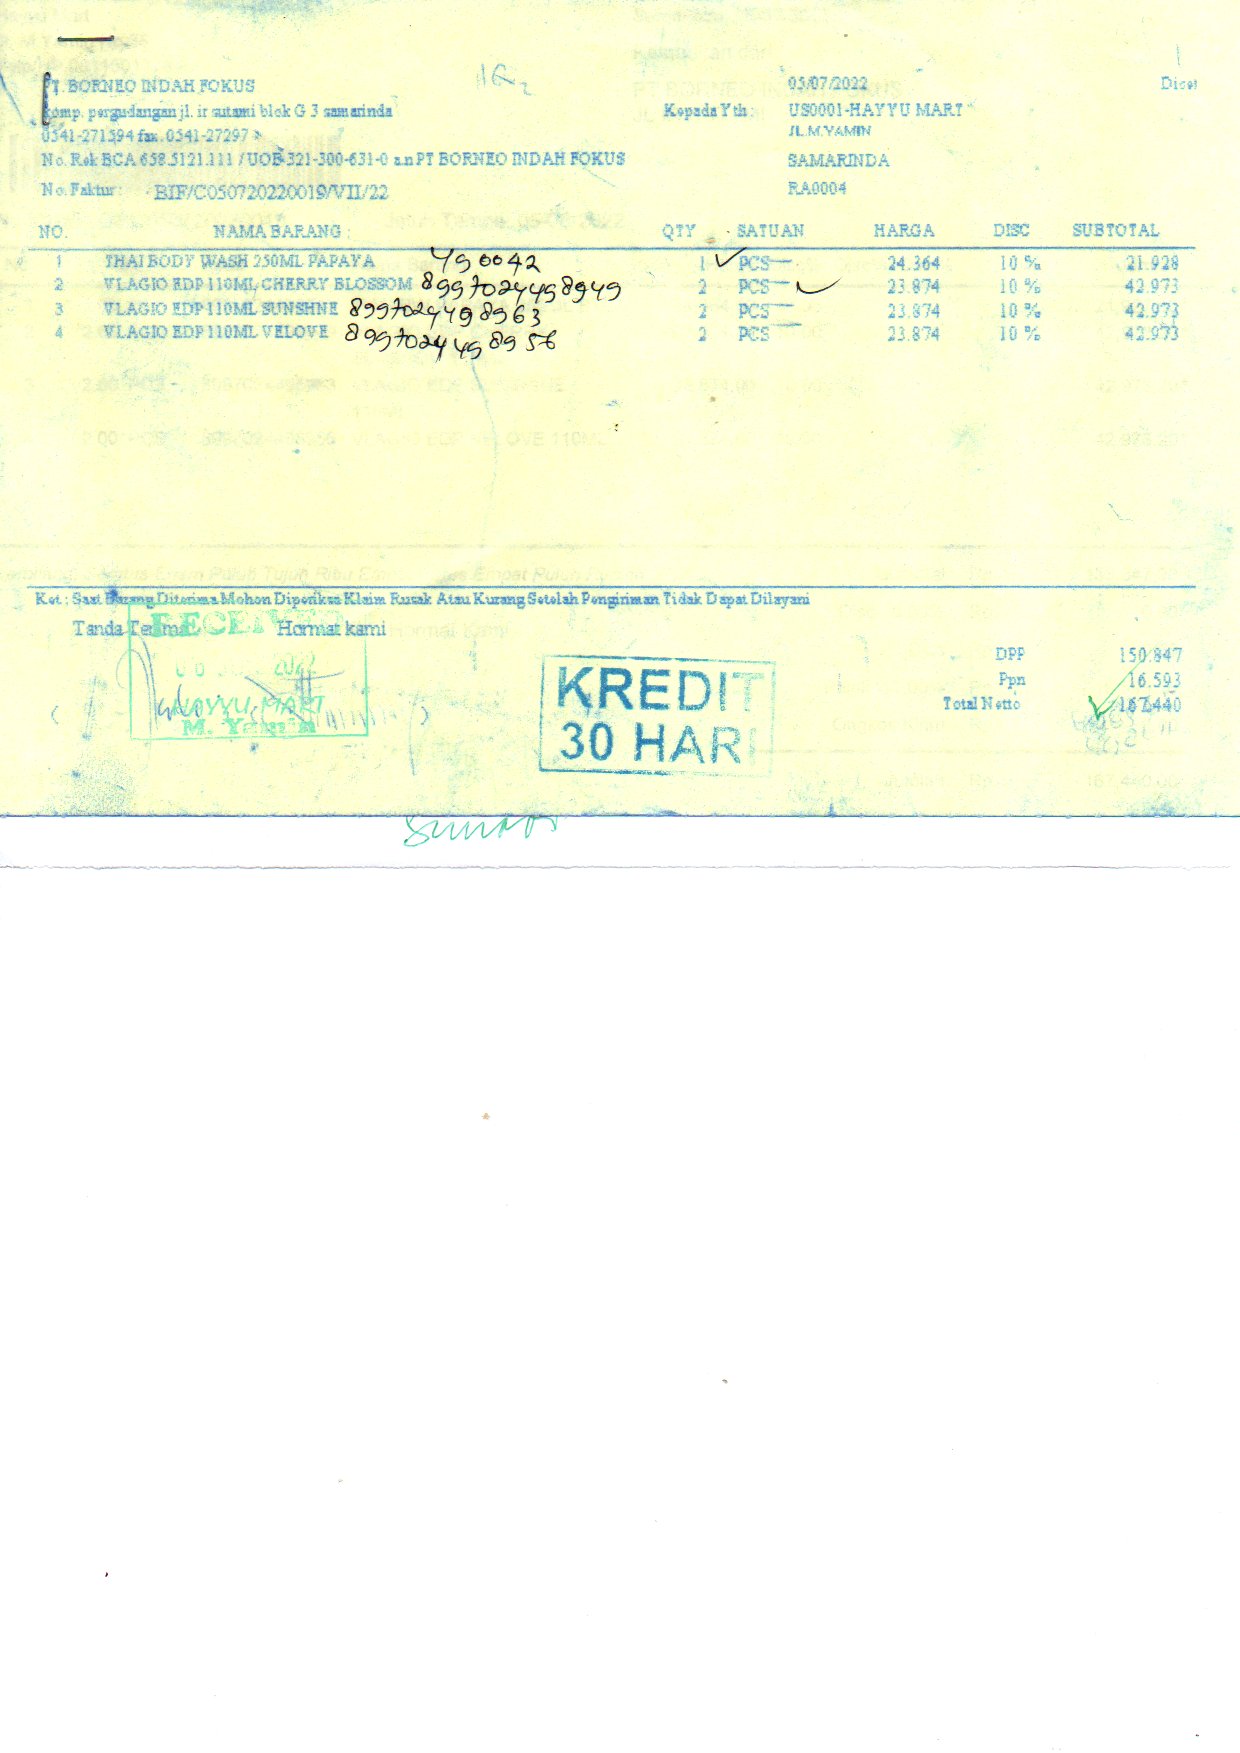 PT. BORNEO INDAH FOKUS
komp. pergudangan jl. ir sutami blok G 3 samarinda
0541-271594 fax. 0541-27297
No. Rek BCA 658.5121.111 / UOB 321-300-631-0 a.n PT BORNEO INDAH FOKUS
No. Faktur : BIF/C050720220019/VII/22
05/07/2022
Kepada Yth : US0001-HAYYU MART
JL.M.YAMIN
SAMARINDA
RA0004
NO. NAMA BARANG : QTY SATUAN HARGA DISC SUBTOTAL
1 THAI BODY WASH 250ML PAPAYA 490042 1 PCS 24.364 10 % 21.928
2 VLAGIO EDP 110ML CHERRY BLOSSOM 8997024498949 2 PCS 23.874 10 % 42.973
3 VLAGIO EDP 110ML SUNSHNE 8997024498963 2 PCS 23.874 10 % 42.973
4 VLAGIO EDP 110ML VELOVE 8997024498956 2 PCS 23.874 10 % 42.973
Ket : Saat Barang Diterima Mohon Diperiksa Klaim Rusak Atau Kurang Setelah Pengiriman Tidak Dapat Dilayani
Tanda Terima Hormat kami
RECEIVED
2022
HAYYU MART
M. Yamin
KREDIT
30 HARI
DPP 150.847
Ppn 16.593
Total Netto 167.440